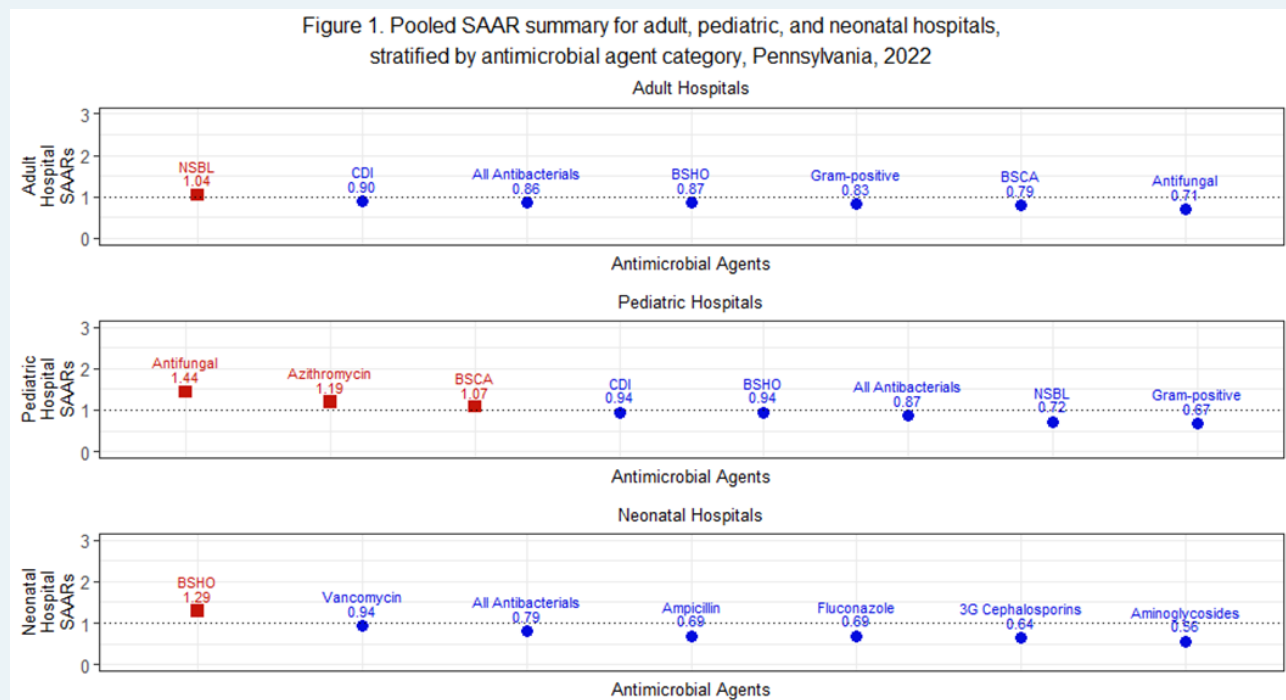 Figure 1. Pooled SAAR summary for adult, pediatric, and neonatal hospitals,
stratified by antimicrobial agent category, Pennsylvania, 2022
Adult Hospitals
Adult
Hospital
SAARs
3
2
1
0
NSBL
1.04
CDI
0.90
All Antibacterials
0.86
BSHO
0.87
Gram-positive
0.83
BSCA
0.79
Antifungal
0.71
Antimicrobial Agents
Pediatric Hospitals
Pediatric
Hospital
SAARs
3
2
1
0
Antifungal
1.44
Azithromycin
1.19
BSCA
1.07
CDI
0.94
BSHO
0.94
All Antibacterials
0.87
NSBL
0.72
Gram-positive
0.67
Antimicrobial Agents
Neonatal Hospitals
Neonatal
Hospital
SAARs
3
2
1
0
BSHO
1.29
Vancomycin
0.94
All Antibacterials
0.79
Ampicillin
0.69
Fluconazole
0.69
3G Cephalosporins
0.64
Aminoglycosides
0.56
Antimicrobial Agents